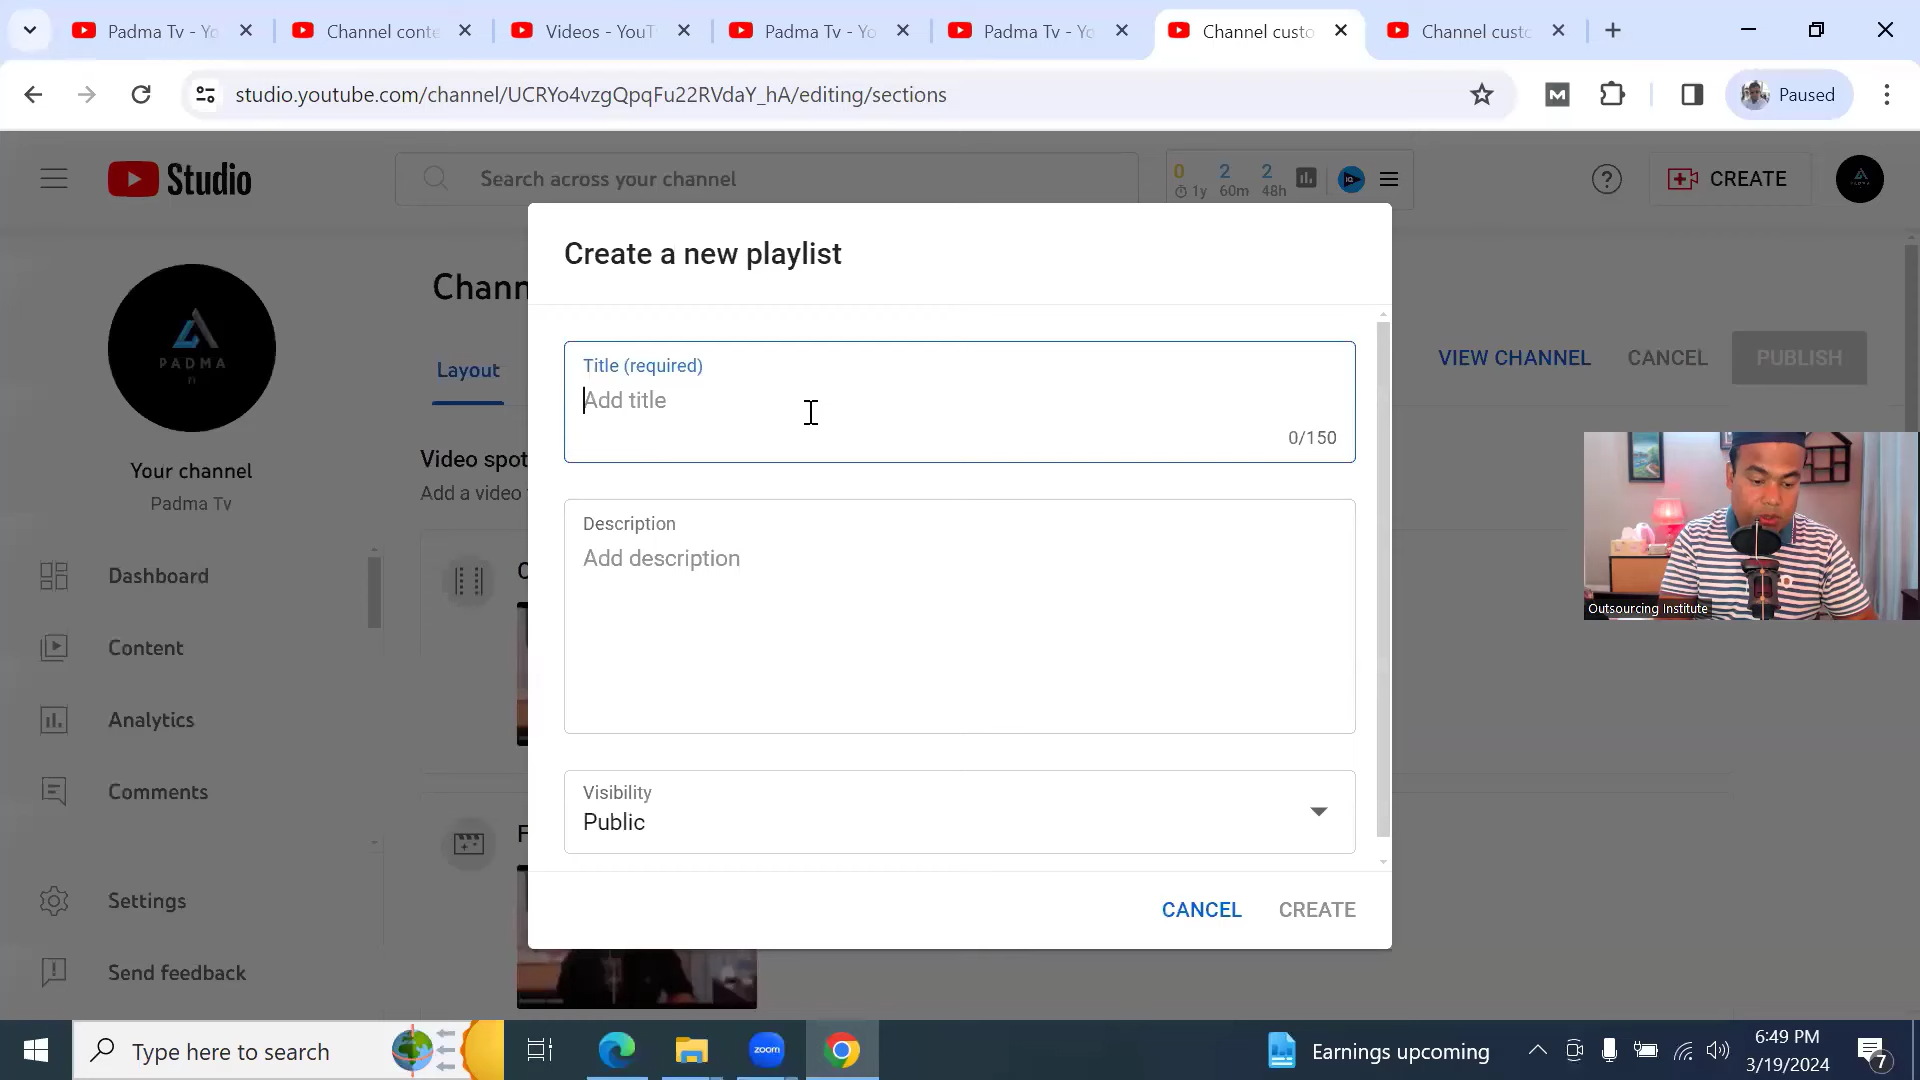 Padma Tv - Yo
Channel conte
Videos - YouT
Padma Tv - Yo
Padma Tv - Yo
Channel custo
Channel custo
studio.youtube.com/channel/UCRYo4vzgQpqFu22RVdaY_hA/editing/sections
M
Paused
Studio
Search across your channel
0 2 2
1y 60m 48h
IQ
?
CREATE
Create a new playlist
Chann
PADMA
Layout
Title (required)
Add title
0/150
VIEW CHANNEL
CANCEL
PUBLISH
Your channel
Padma Tv
Video spot
Add a video
Description
Add description
Outsourcing Institute
Dashboard
Content
Analytics
Comments
Visibility
Public
Settings
Send feedback
CANCEL
CREATE
Type here to search
zoom
Earnings upcoming
6:49 PM
3/19/2024
7